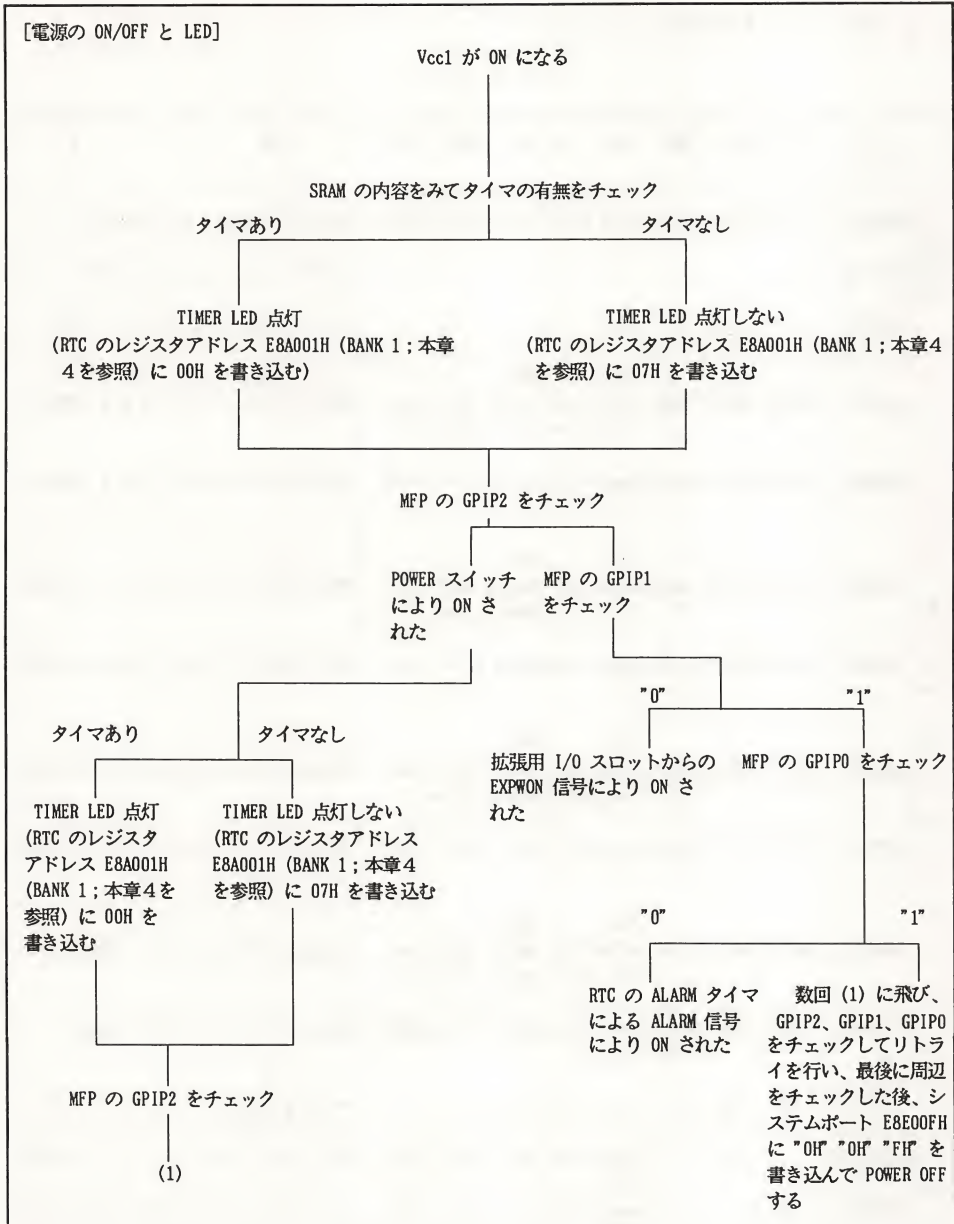 [電源の ON/OFF と LED]
Vcc1 が ON になる
SRAM の内容をみてタイマの有無をチェック
タイマあり
タイマなし
TIMER LED 点灯
(RTC のレジスタアドレス E8A001H (BANK 1;本章
4を参照) に 00H を書き込む)
TIMER LED 点灯しない
(RTC のレジスタアドレス E8A001H (BANK 1;本章4
を参照) に 07H を書き込む
MFP の GPIP2 をチェック
POWER スイッチ
により ON さ
れた
MFP の GPIP1
をチェック
"0"
"1"
タイマあり
タイマなし
拡張用 I/O スロットからの
EXPWON 信号により ON さ
れた
MFP の GPIP0 をチェック
TIMER LED 点灯
(RTC のレジスタ
アドレス E8A001H
(BANK 1;本章4を
参照) に 00H を
書き込む
TIMER LED 点灯しない
(RTC のレジスタアドレス
E8A001H (BANK 1;本章4
を参照) に 07H を書き込む
"0"
"1"
RTC の ALARM タイマ
による ALARM 信号
により ON された
数回 (1) に飛び、
GPIP2、GPIP1、GPIP0
をチェックしてリトラ
イを行い、最後に周辺
をチェックした後、シ
ステムポート E8E00FH
に "0H" "0H" "FH" を
書き込んで POWER OFF
する
MFP の GPIP2 をチェック
(1)